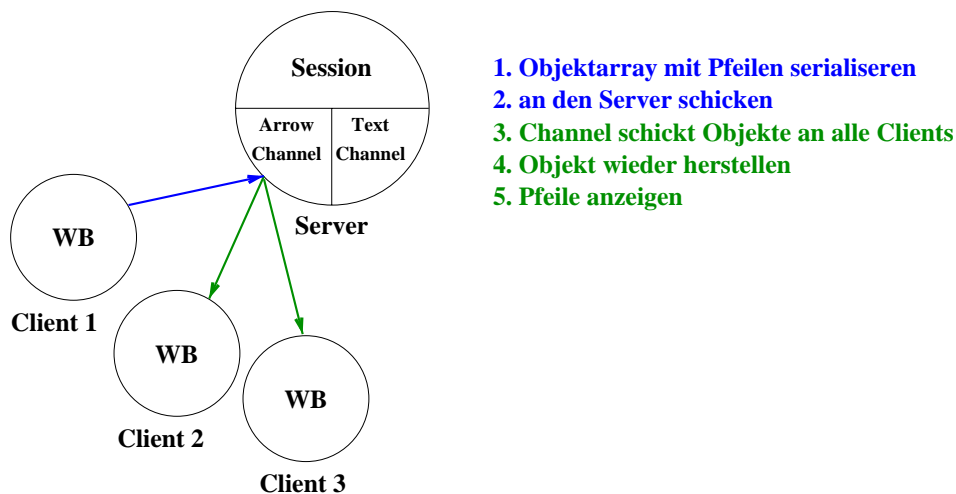 Session
Arrow
Channel
Text
Channel
Server
WB
Client 1
WB
Client 2
WB
Client 3
1. Objektarray mit Pfeilen serialiseren
2. an den Server schicken
3. Channel schickt Objekte an alle Clients
4. Objekt wieder herstellen
5. Pfeile anzeigen